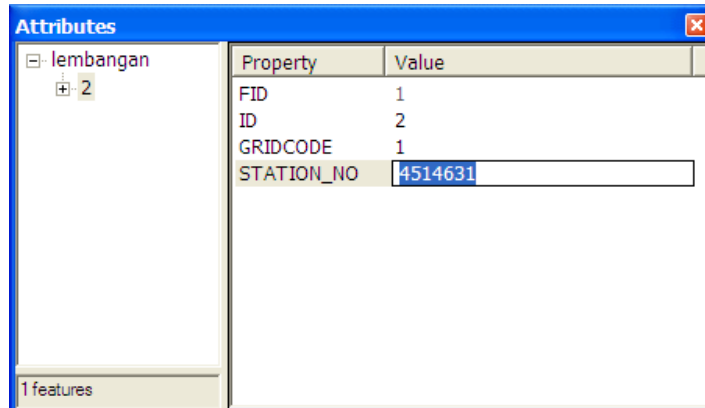 Attributes
lembangan
2
Property Value
FID 1
ID 2
GRIDCODE 1
STATION_NO 4514631
1 features